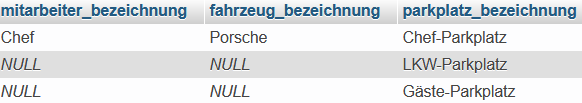 mitarbeiter_bezeichnung fahrzeug_bezeichnung parkplatz_bezeichnung
Chef Porsche Chef-Parkplatz
NULL NULL LKW-Parkplatz
NULL NULL Gäste-Parkplatz